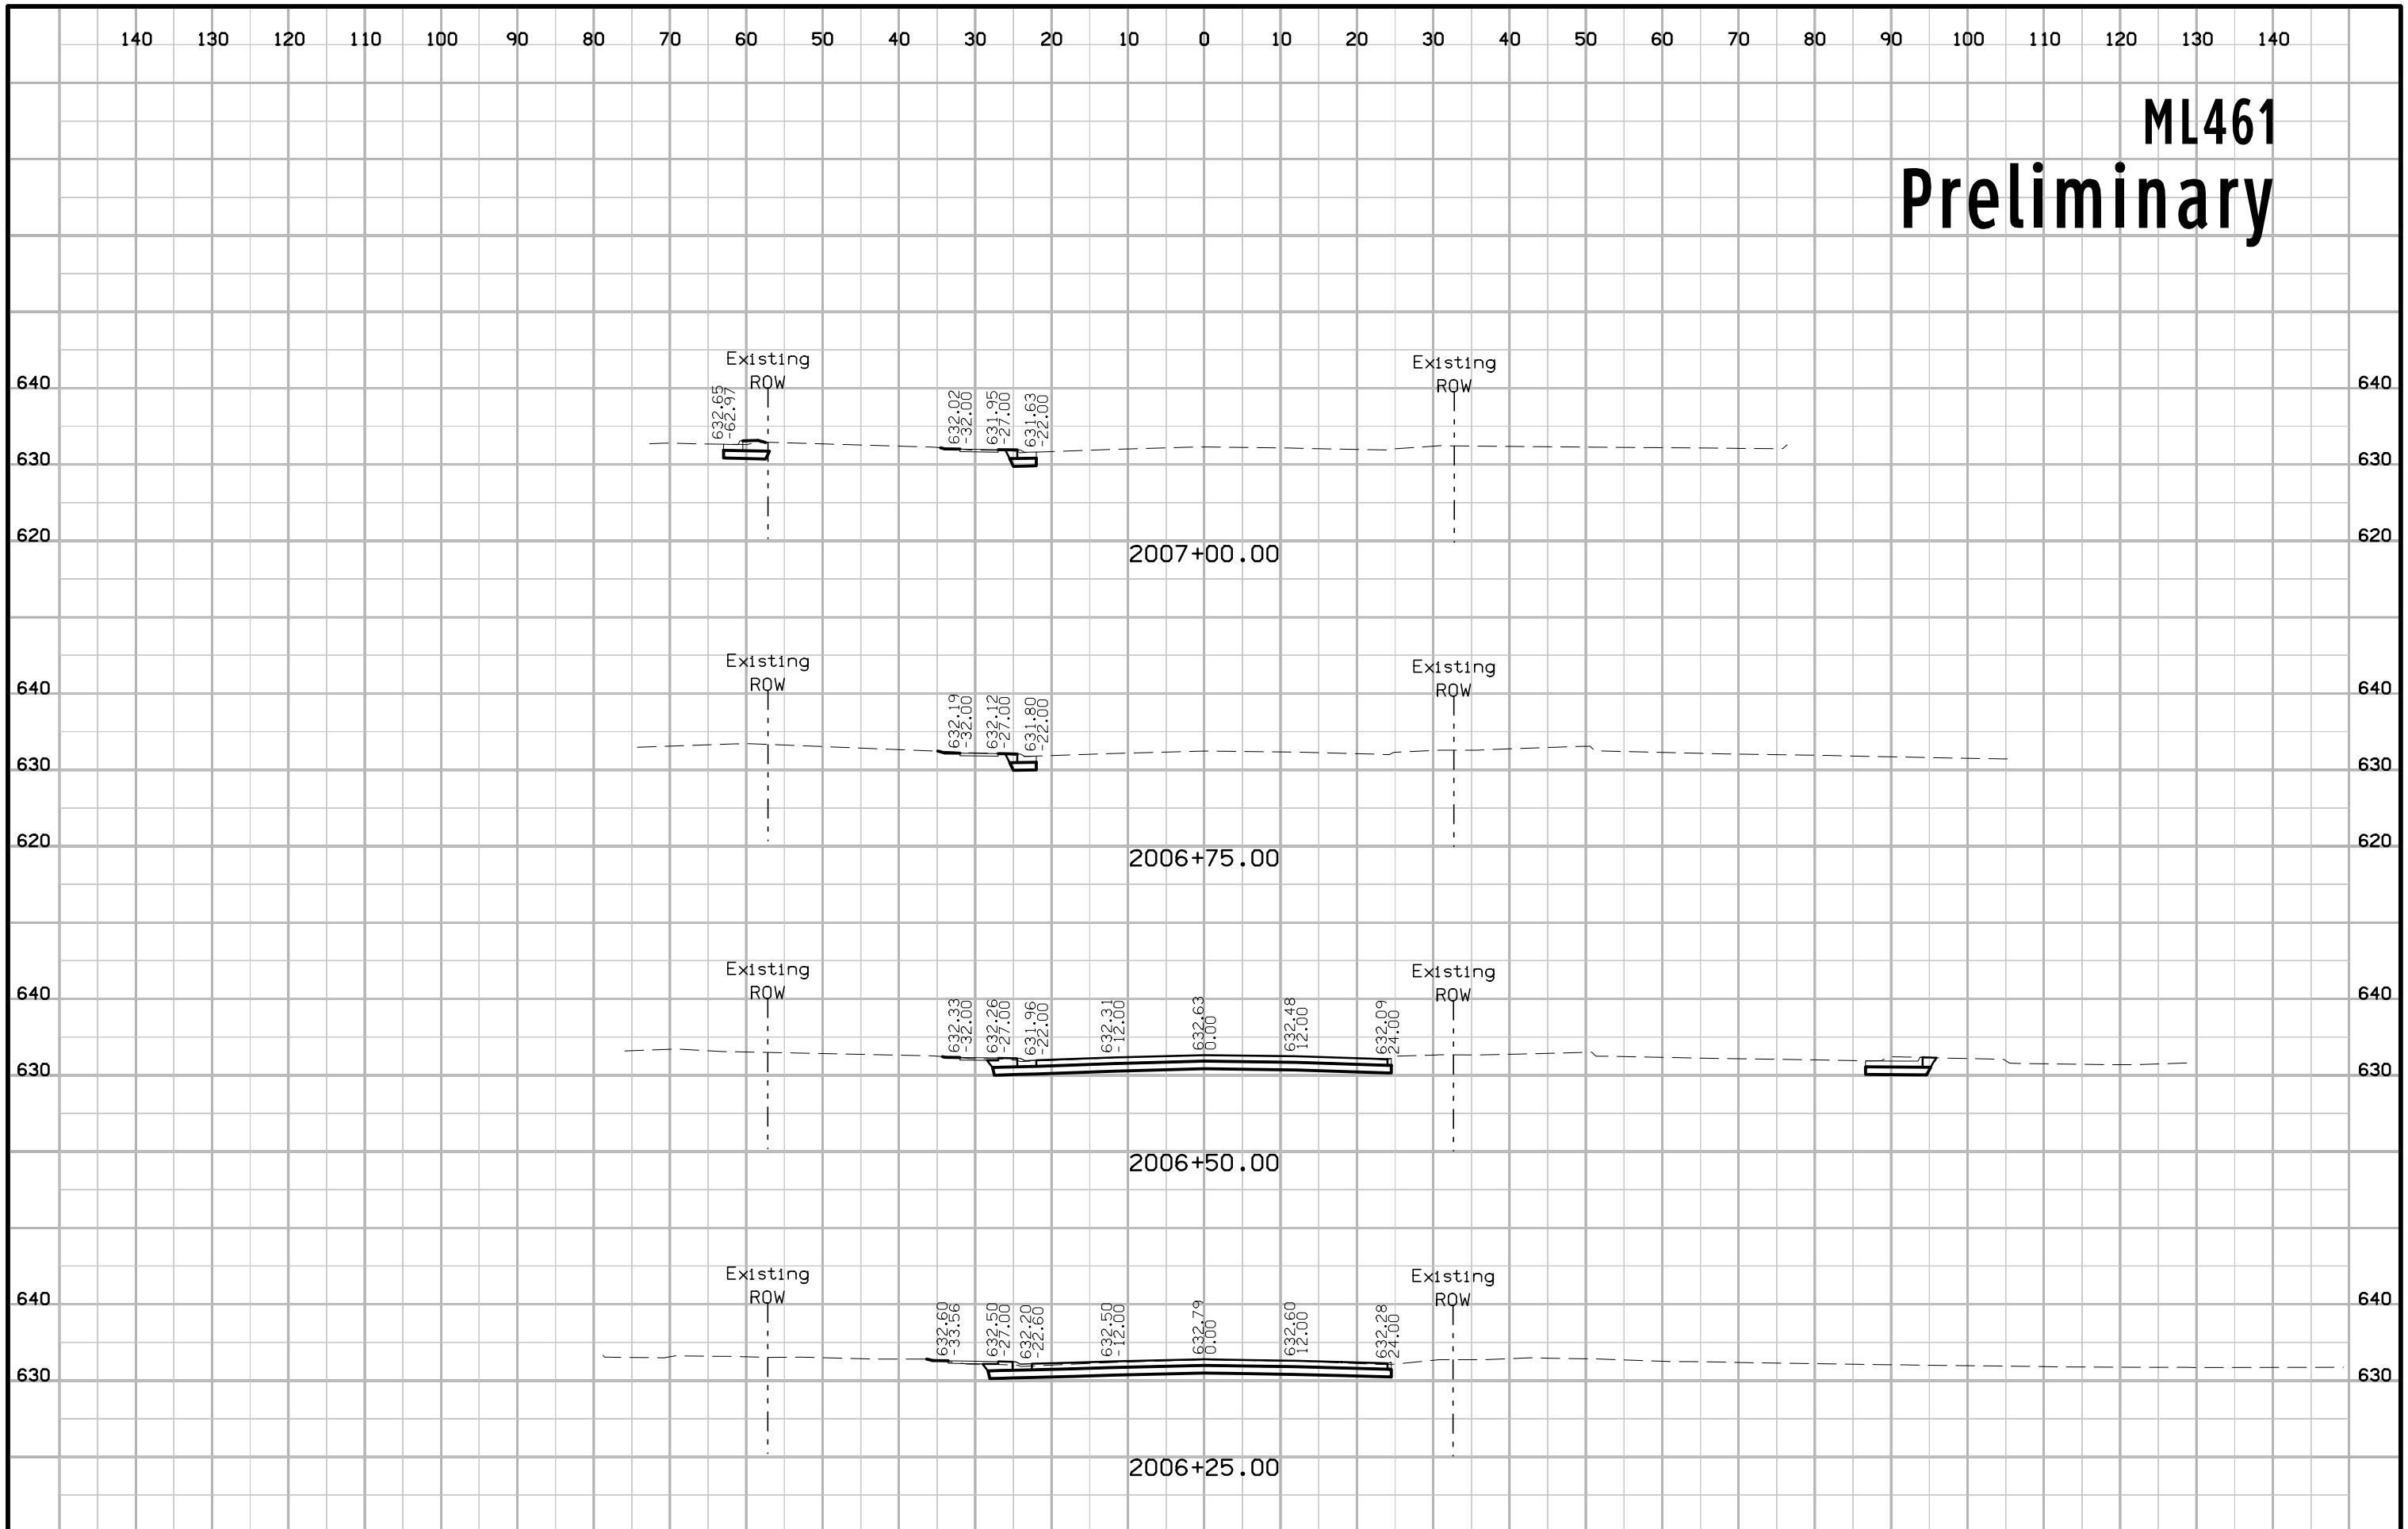 140 130 120 110 100 90 80 70 60 50 40 30 20 10 0 10 20 30 40 50 60 70 80 90 100 110 120 130 140
ML461
Preliminary
Existing
ROW
Existing
ROW
640 640
632.65
-62.97
632.02
-32.00
631.95
-27.00
631.63
-22.00
630 630
620 620
2007+00.00
Existing
ROW
Existing
ROW
640 640
632.19
-32.00
632.12
-27.00
631.80
-22.00
630 630
620 620
2006+75.00
Existing
ROW
Existing
ROW
640 640
632.33
-32.00
632.26
-27.00
631.96
-22.00
632.31
-12.00
632.63
0.00
632.48
12.00
632.09
24.00
630 630
2006+50.00
Existing
ROW
Existing
ROW
640 640
632.60
-33.56
632.50
-27.00
632.20
-22.60
632.50
-12.00
632.79
0.00
632.60
12.00
632.28
24.00
630 630
2006+25.00